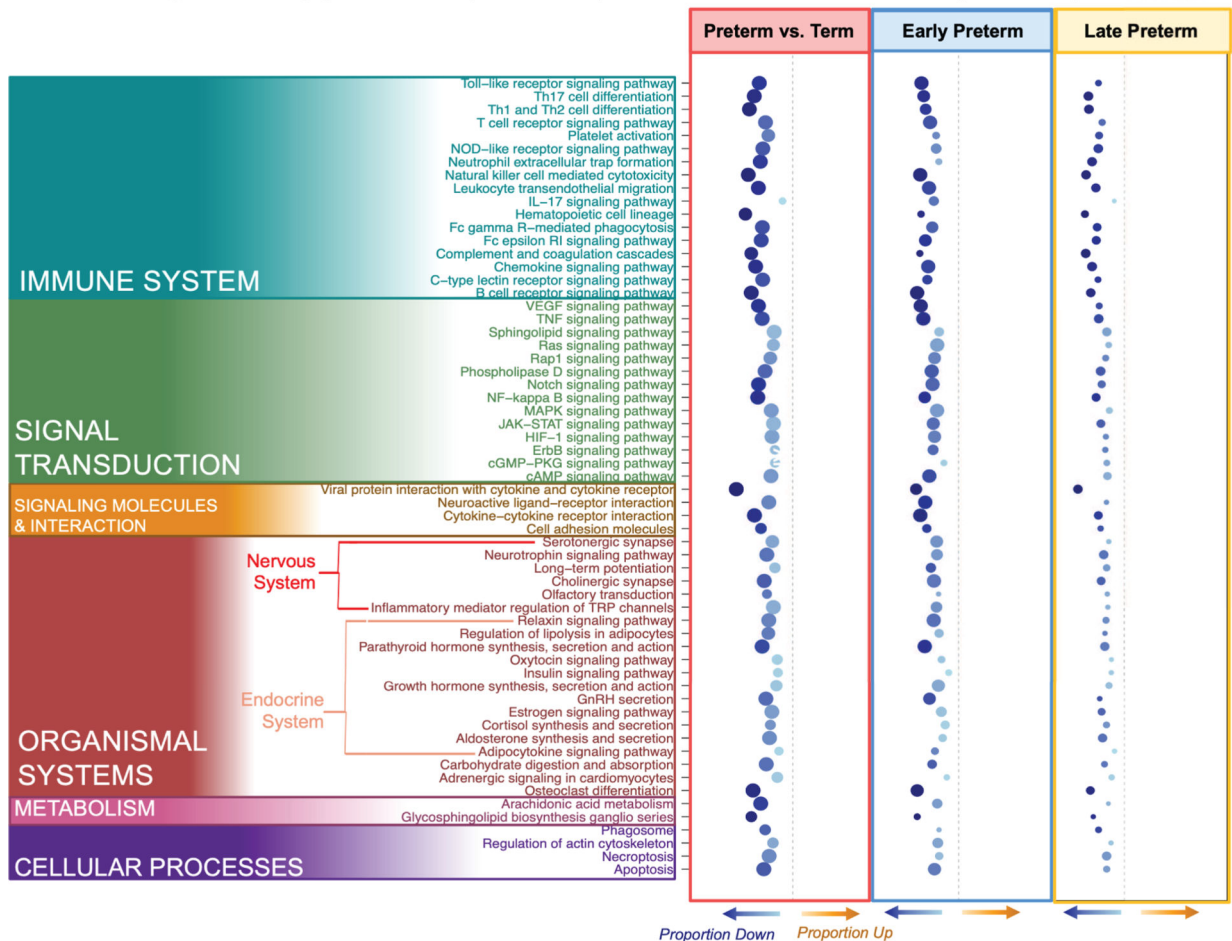 Preterm vs. Term
Early Preterm
Late Preterm
Toll-like receptor signaling pathway
Th17 cell differentiation
Th1 and Th2 cell differentiation
T cell receptor signaling pathway
Platelet activation
NOD-like receptor signaling pathway
Neutrophil extracellular trap formation
Natural killer cell mediated cytotoxicity
Leukocyte transendothelial migration
IL-17 signaling pathway
Hematopoietic cell lineage
Fc gamma R-mediated phagocytosis
Fc epsilon RI signaling pathway
Complement and coagulation cascades
Chemokine signaling pathway
C-type lectin receptor signaling pathway
B cell receptor signaling pathway
IMMUNE SYSTEM
VEGF signaling pathway
TNF signaling pathway
Sphingolipid signaling pathway
Ras signaling pathway
Rap1 signaling pathway
Phospholipase D signaling pathway
Notch signaling pathway
NF-kappa B signaling pathway
MAPK signaling pathway
JAK-STAT signaling pathway
HIF-1 signaling pathway
ErbB signaling pathway
cGMP-PKG signaling pathway
cAMP signaling pathway
SIGNAL
TRANSDUCTION
Viral protein interaction with cytokine and cytokine receptor
Neuroactive ligand-receptor interaction
Cytokine-cytokine receptor interaction
Cell adhesion molecules
SIGNALING MOLECULES
& INTERACTION
Serotonergic synapse
Neurotrophin signaling pathway
Long-term potentiation
Cholinergic synapse
Olfactory transduction
Inflammatory mediator regulation of TRP channels
Nervous
System
Relaxin signaling pathway
Regulation of lipolysis in adipocytes
Parathyroid hormone synthesis, secretion and action
Oxytocin signaling pathway
Insulin signaling pathway
Growth hormone synthesis, secretion and action
GnRH secretion
Estrogen signaling pathway
Cortisol synthesis and secretion
Aldosterone synthesis and secretion
Adipocytokine signaling pathway
Endocrine
System
Carbohydrate digestion and absorption
Adrenergic signaling in cardiomyocytes
Osteoclast differentiation
ORGANISMAL
SYSTEMS
Arachidonic acid metabolism
Glycosphingolipid biosynthesis ganglio series
METABOLISM
Phagosome
Regulation of actin cytoskeleton
Necroptosis
Apoptosis
CELLULAR PROCESSES
Proportion Down
Proportion Up